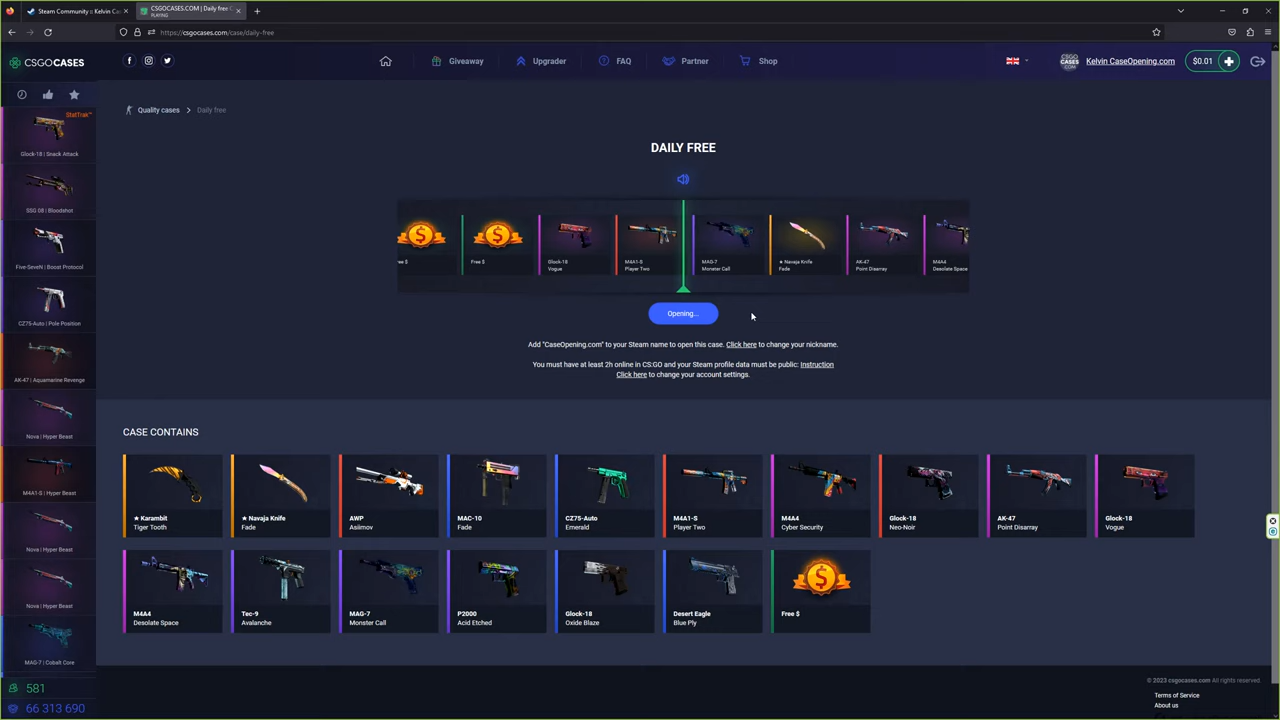 Steam Community :: Kelvin Cas
CSGOCASES.COM | Daily free C
PLAYING
https://csgocases.com/case/daily-free
CSGOCASES
Giveaway
Upgrader
FAQ
Partner
Shop
CSGO
CASES
.COM
Kelvin CaseOpening.com
$0.01
Quality cases
Daily free
StatTrak™
Glock-18 | Snack Attack
SSG 08 | Bloodshot
Five-SeveN | Boost Protocol
CZ75-Auto | Pole Position
AK-47 | Aquamarine Revenge
Nova | Hyper Beast
M4A1-S | Hyper Beast
Nova | Hyper Beast
Nova | Hyper Beast
MAG-7 | Cobalt Core
581
66 313 690
DAILY FREE
ee $
Free $
Glock-18
Vogue
M4A1-S
Player Two
MAG-7
Monster Call
★ Navaja Knife
Fade
AK-47
Point Disarray
M4A4
Desolate Space
Opening...
Add "CaseOpening.com" to your Steam name to open this case. Click here to change your nickname.
You must have at least 2h online in CS:GO and your Steam profile data must be public: Instruction
Click here to change your account settings.
CASE CONTAINS
★ Karambit
Tiger Tooth
★ Navaja Knife
Fade
AWP
Asiimov
MAC-10
Fade
CZ75-Auto
Emerald
M4A1-S
Player Two
M4A4
Cyber Security
Glock-18
Neo-Noir
AK-47
Point Disarray
Glock-18
Vogue
M4A4
Desolate Space
Tec-9
Avalanche
MAG-7
Monster Call
P2000
Acid Etched
Glock-18
Oxide Blaze
Desert Eagle
Blue Ply
Free $
© 2023 csgocases.com All rights reserved.
Terms of Service
About us